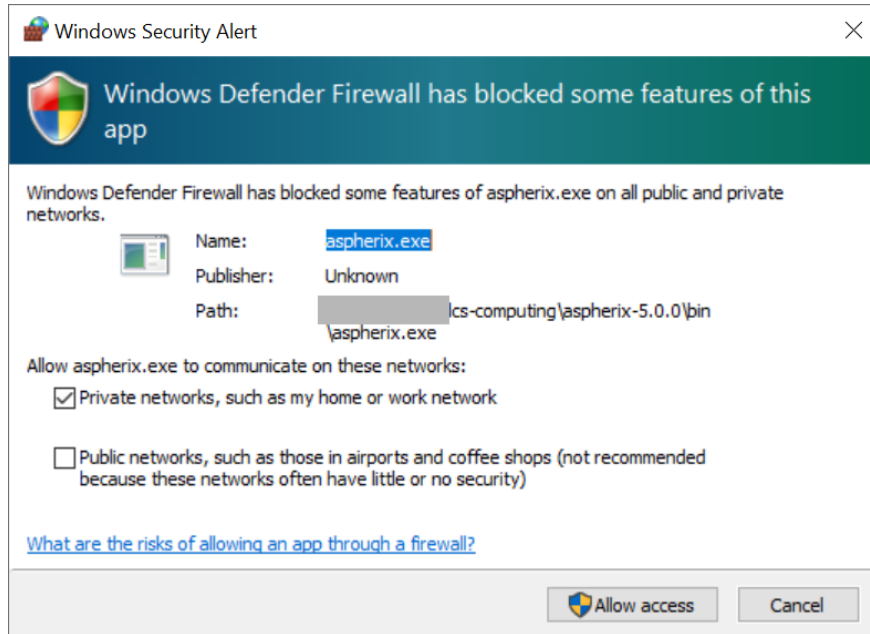 Windows Security Alert
Windows Defender Firewall has blocked some features of this
app
Windows Defender Firewall has blocked some features of aspherix.exe on all public and private
networks.
Name: aspherix.exe
Publisher: Unknown
Path: lcs-computing\aspherix-5.0.0\bin
\aspherix.exe
Allow aspherix.exe to communicate on these networks:
Private networks, such as my home or work network
Public networks, such as those in airports and coffee shops (not recommended
because these networks often have little or no security)
What are the risks of allowing an app through a firewall?
Allow access Cancel